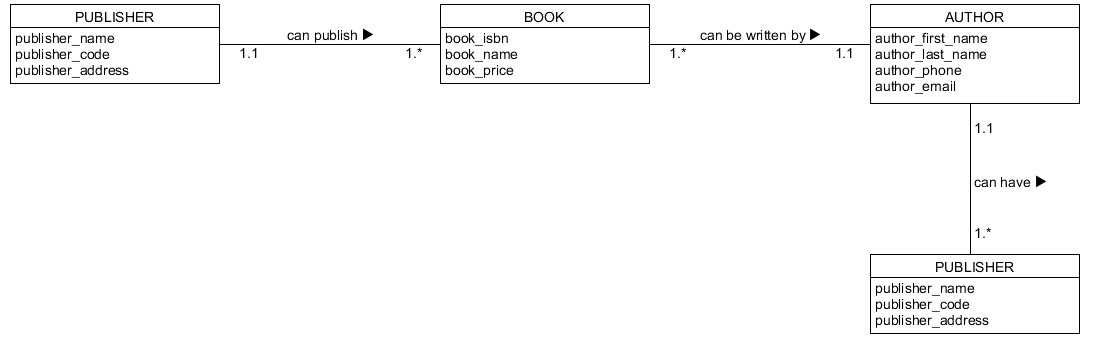 PUBLISHER
publisher_name
publisher_code
publisher_address
can publish ▶
1.1
1.*
BOOK
book_isbn
book_name
book_price
can be written by ▶
1.*
1.1
AUTHOR
author_first_name
author_last_name
author_phone
author_email
1.1
can have ▶
1.*
PUBLISHER
publisher_name
publisher_code
publisher_address